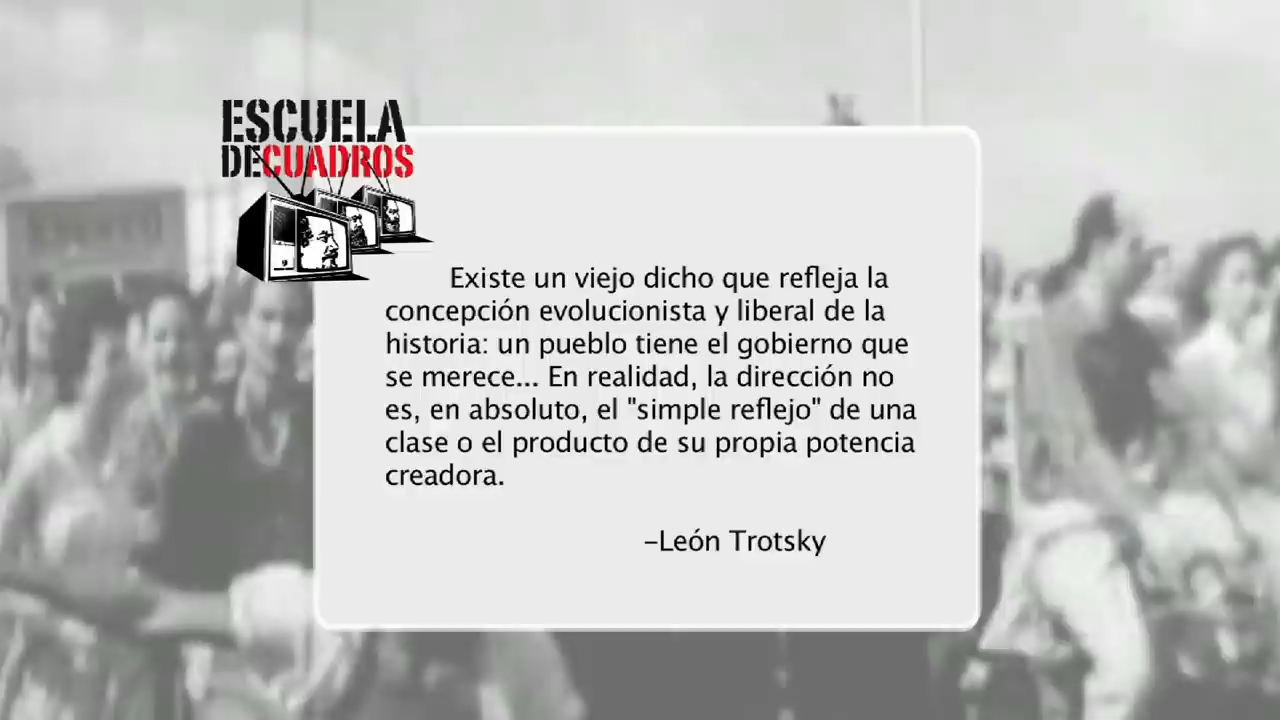 ESCUELA
DECUADROS
Existe un viejo dicho que refleja la
concepción evolucionista y liberal de la
historia: un pueblo tiene el gobierno que
se merece... En realidad, la dirección no
es, en absoluto, el "simple reflejo" de una
clase o el producto de su propia potencia
creadora.
–León Trotsky